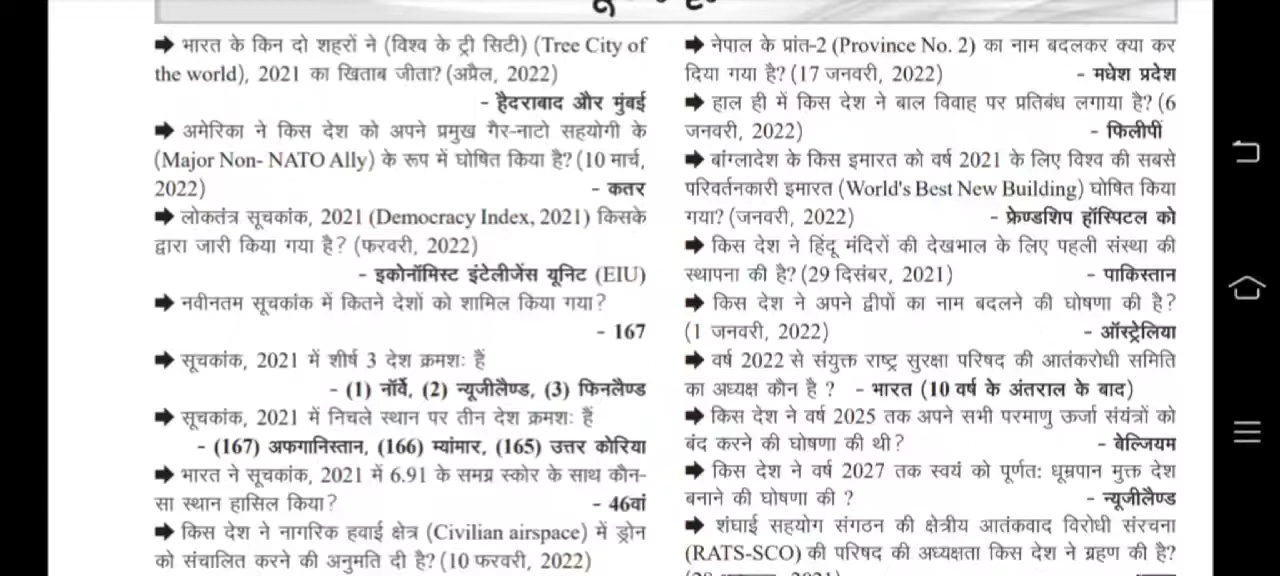 ➡ भारत के किन दो शहरों ने (विश्व के ट्री सिटी) (Tree City of
the world), 2021 का खिताब जीता? (अप्रैल, 2022)
- हैदराबाद और मुंबई
➡ अमेरिका ने किस देश को अपने प्रमुख गैर-नाटो सहयोगी के
(Major Non- NATO Ally) के रूप में घोषित किया है? (10 मार्च,
2022) - कतर
➡ लोकतंत्र सूचकांक, 2021 (Democracy Index, 2021) किसके
द्वारा जारी किया गया है? (फरवरी, 2022)
- इकोनॉमिस्ट इंटेलीजेंस यूनिट (EIU)
➡ नवीनतम सूचकांक में कितने देशों को शामिल किया गया?
- 167
➡ सूचकांक, 2021 में शीर्ष 3 देश क्रमशः हैं
- (1) नॉर्वे, (2) न्यूजीलैण्ड, (3) फिनलैण्ड
➡ सूचकांक, 2021 में निचले स्थान पर तीन देश क्रमशः हैं
- (167) अफगानिस्तान, (166) म्यांमार, (165) उत्तर कोरिया
➡ भारत ने सूचकांक, 2021 में 6.91 के समग्र स्कोर के साथ कौन-
सा स्थान हासिल किया? - 46वां
➡ किस देश ने नागरिक हवाई क्षेत्र (Civilian airspace) में ड्रोन
को संचालित करने की अनुमति दी है? (10 फरवरी, 2022)
➡ नेपाल के प्रांत-2 (Province No. 2) का नाम बदलकर क्या कर
दिया गया है? (17 जनवरी, 2022) - मधेश प्रदेश
➡ हाल ही में किस देश ने बाल विवाह पर प्रतिबंध लगाया है? (6
जनवरी, 2022) - फिलीपीं
➡ बांग्लादेश के किस इमारत को वर्ष 2021 के लिए विश्व की सबसे
परिवर्तनकारी इमारत (World's Best New Building) घोषित किया
गया? (जनवरी, 2022) - फ्रेण्डशिप हॉस्पिटल को
➡ किस देश ने हिंदू मंदिरों की देखभाल के लिए पहली संस्था की
स्थापना की है? (29 दिसंबर, 2021) - पाकिस्तान
➡ किस देश ने अपने द्वीपों का नाम बदलने की घोषणा की है?
(1 जनवरी, 2022) - ऑस्ट्रेलिया
➡ वर्ष 2022 से संयुक्त राष्ट्र सुरक्षा परिषद की आतंकरोधी समिति
का अध्यक्ष कौन है ? - भारत (10 वर्ष के अंतराल के बाद)
➡ किस देश ने वर्ष 2025 तक अपने सभी परमाणु ऊर्जा संयंत्रों को
बंद करने की घोषणा की थी? - बेल्जियम
➡ किस देश ने वर्ष 2027 तक स्वयं को पूर्णत: धूम्रपान मुक्त देश
बनाने की घोषणा की ? - न्यूजीलैण्ड
➡ शंघाई सहयोग संगठन की क्षेत्रीय आतंकवाद विरोधी संरचना
(RATS-SCO) की परिषद की अध्यक्षता किस देश ने ग्रहण की है?